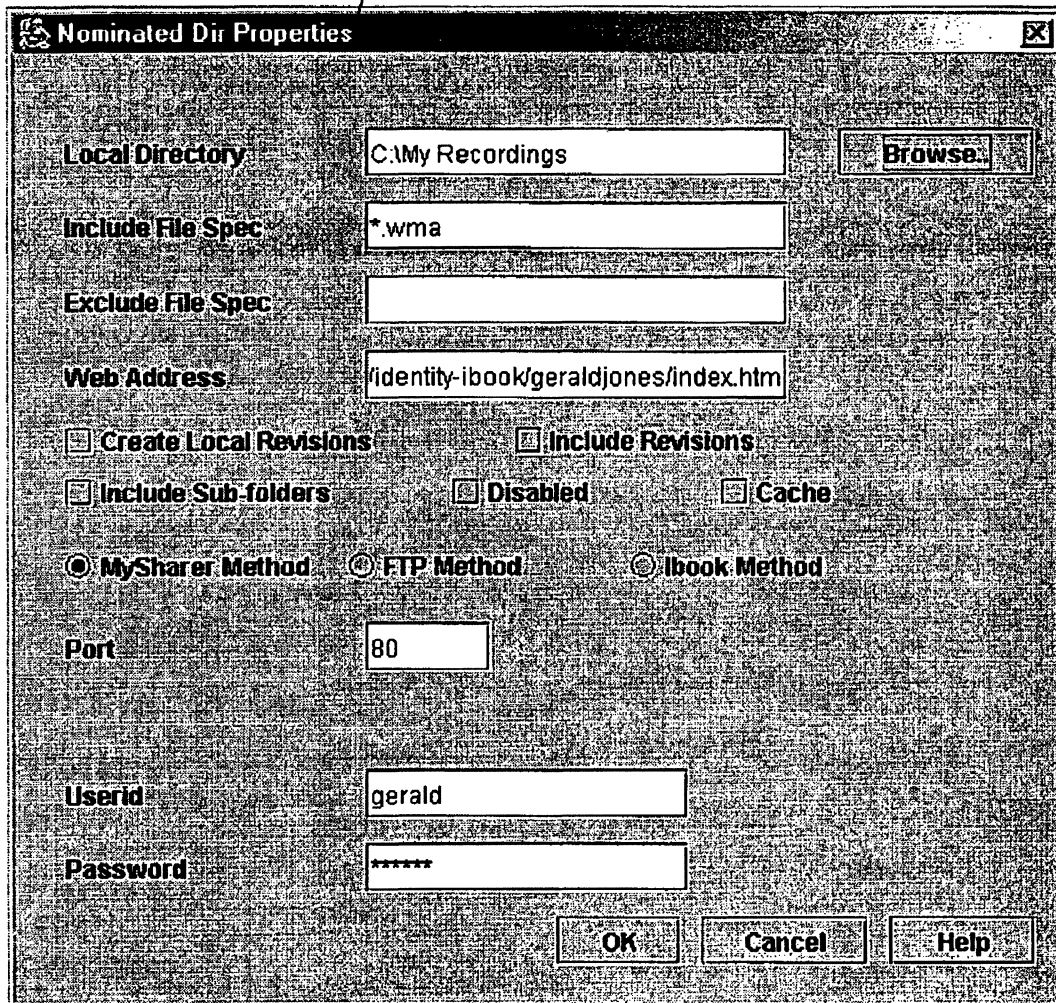 Nominated Dir Properties
Local Directory C:\My Recordings Browse...
Include File Spec *.wma
Exclude File Spec
Web Address /identity-ibook/geraldjones/index.htm
Create Local Revisions Include Revisions
Include Sub-folders Disabled Cache
MySharer Method FTP Method Ibook Method
Port 80
Userid gerald
Password ******
OK Cancel Help